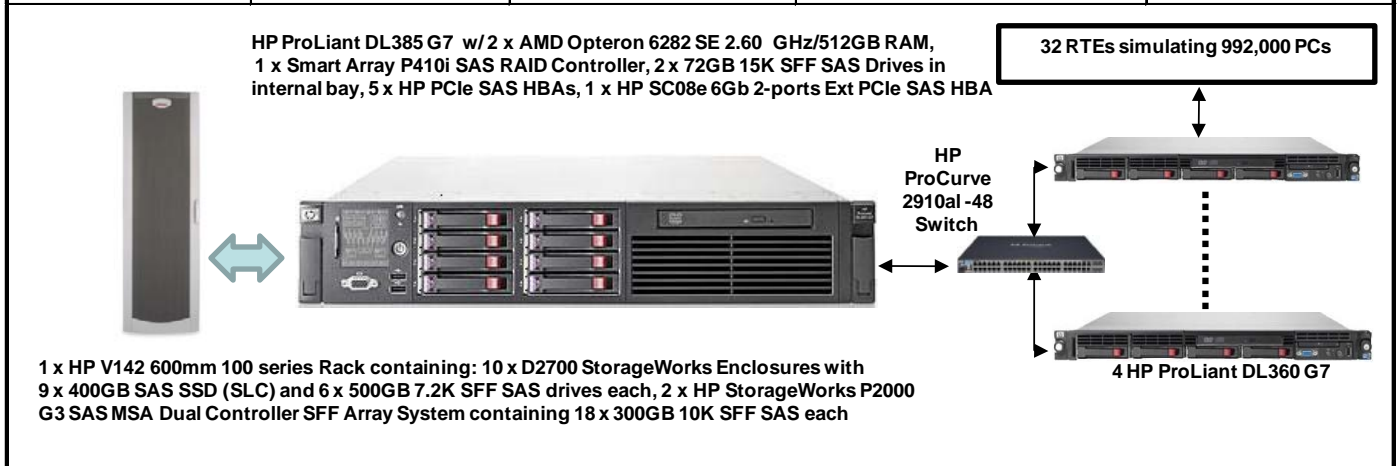 HP ProLiant DL385 G7 w/ 2 x AMD Opteron 6282 SE 2.60 GHz/512GB RAM,
1 x Smart Array P410i SAS RAID Controller, 2 x 72GB 15K SFF SAS Drives in
internal bay, 5 x HP PCIe SAS HBAs, 1 x HP SC08e 6Gb 2-ports Ext PCIe SAS HBA
32 RTEs simulating 992,000 PCs
HP
ProCurve
2910al -48
Switch
1 x HP V142 600mm 100 series Rack containing: 10 x D2700 StorageWorks Enclosures with
9 x 400GB SAS SSD (SLC) and 6 x 500GB 7.2K SFF SAS drives each, 2 x HP StorageWorks P2000
G3 SAS MSA Dual Controller SFF Array System containing 18 x 300GB 10K SFF SAS each
4 HP ProLiant DL360 G7